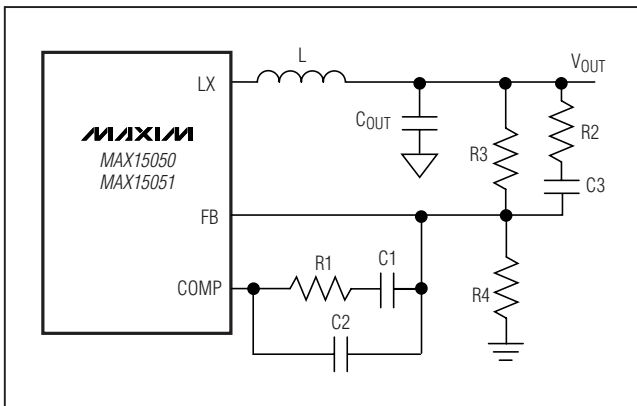 L
VOUT
LX
COUT
R2
R3
MAXIM
MAX15050
MAX15051
C3
FB
R1
C1
COMP
R4
C2